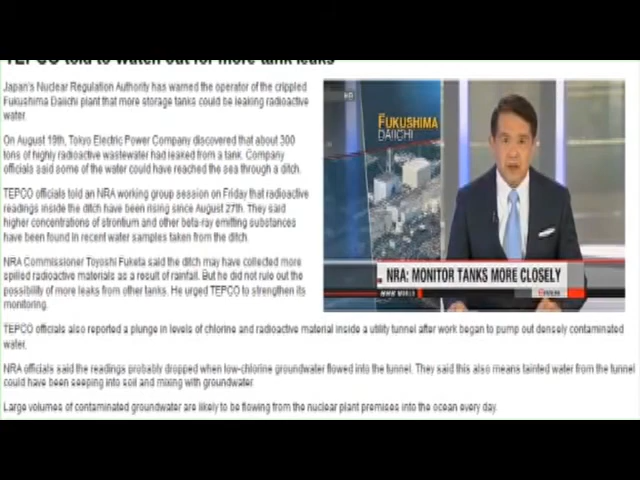 TEPCO told to watch out for more tank leaks
Japan's Nuclear Regulation Authority has warned the operator of the crippled
Fukushima Daiichi plant that more storage tanks could be leaking radioactive
water.
On August 19th, Tokyo Electric Power Company discovered that about 300
tons of highly radioactive wastewater had leaked from a tank. Company
officials said some of the water could have reached the sea through a ditch.
TEPCO officials told an NRA working group session on Friday that radioactive
readings inside the ditch have been rising since August 27th. They said
higher concentrations of strontium and other beta-ray emitting substances
have been found in recent water samples taken from the ditch.
NRA Commissioner Toyoshi Fuketa said the ditch may have collected more
spilled radioactive materials as a result of rainfall. But he did not rule out the
possibility of more leaks from other tanks. He urged TEPCO to strengthen its
monitoring.
TEPCO officials also reported a plunge in levels of chlorine and radioactive material inside a utility tunnel after work began to pump out densely contaminated
water.
NRA officials said the readings probably dropped when low-chlorine groundwater flowed into the tunnel. They said this also means tainted water from the tunnel
could have been seeping into soil and mixing with groundwater.
Large volumes of contaminated groundwater are likely to be flowing from the nuclear plant premises into the ocean every day.
FUKUSHIMA
DAIICHI
NRA: MONITOR TANKS MORE CLOSELY
WORLD